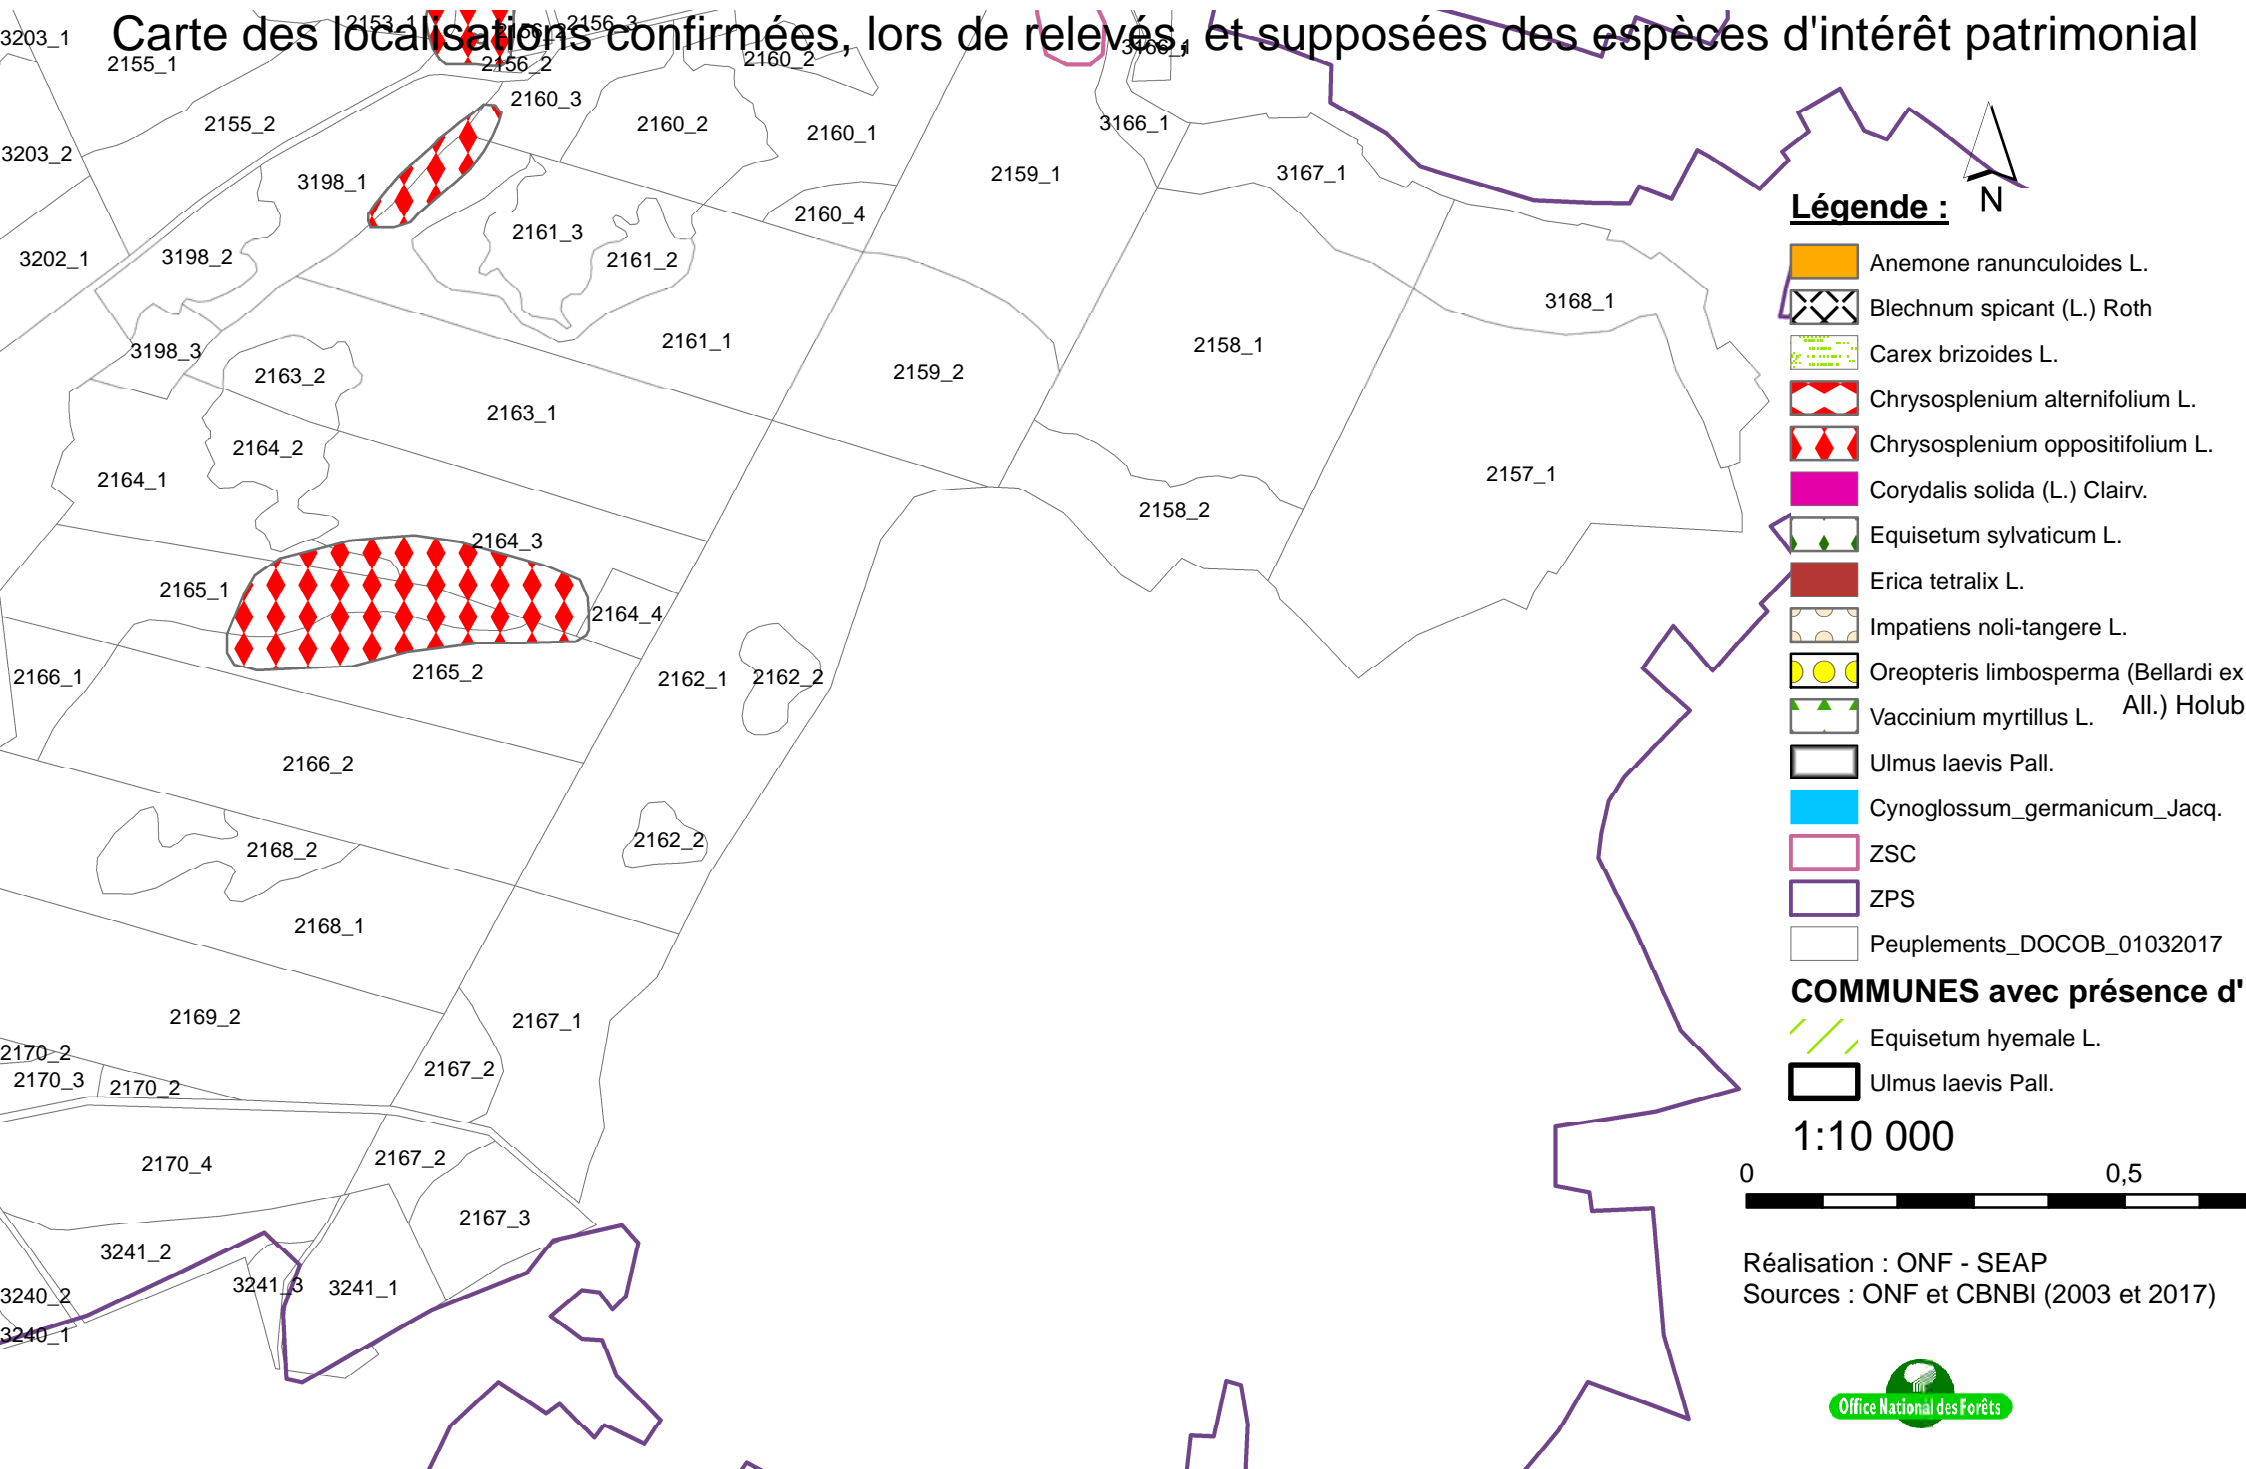 Carte des localisations confirmées, lors de relevés, et supposées des espèces d'intérêt patrimonial
3203_1
2153_1
2156_2
2156_3
2155_1
2156_2
2160_2
3166_1
2160_3
2155_2
2160_2
2160_1
3166_1
3203_2
3198_1
2159_1
3167_1
2160_4
2161_3
3202_1
3198_2
2161_2
3168_1
3198_3
2161_1
2158_1
2163_2
2159_2
2163_1
2164_2
2164_1
2157_1
2158_2
2164_3
2165_1
2164_4
2166_1
2165_2
2162_1
2162_2
2166_2
2162_2
2168_2
2168_1
2169_2
2167_1
2170_2
2170_3
2170_2
2167_2
2170_4
2167_2
2167_3
3241_2
3241_3
3241_1
3240_2
3240_1
N
Légende :
Anemone ranunculoides L.
Blechnum spicant (L.) Roth
Carex brizoides L.
Chrysosplenium alternifolium L.
Chrysosplenium oppositifolium L.
Corydalis solida (L.) Clairv.
Equisetum sylvaticum L.
Erica tetralix L.
Impatiens noli-tangere L.
Oreopteris limbosperma (Bellardi ex
All.) Holub
Vaccinium myrtillus L.
Ulmus laevis Pall.
Cynoglossum_germanicum_Jacq.
ZSC
ZPS
Peuplements_DOCOB_01032017
COMMUNES avec présence d'
Equisetum hyemale L.
Ulmus laevis Pall.
1:10 000
0 0,5
Réalisation : ONF - SEAP
Sources : ONF et CBNBl (2003 et 2017)
Office National des Forêts